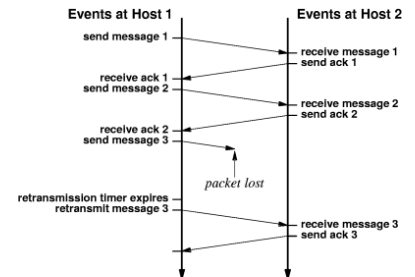 Events at Host 1
Events at Host 2
send message 1
receive message 1
send ack 1
receive ack 1
send message 2
receive message 2
send ack 2
receive ack 2
send message 3
packet lost
retransmission timer expires
retransmit message 3
receive message 3
send ack 3